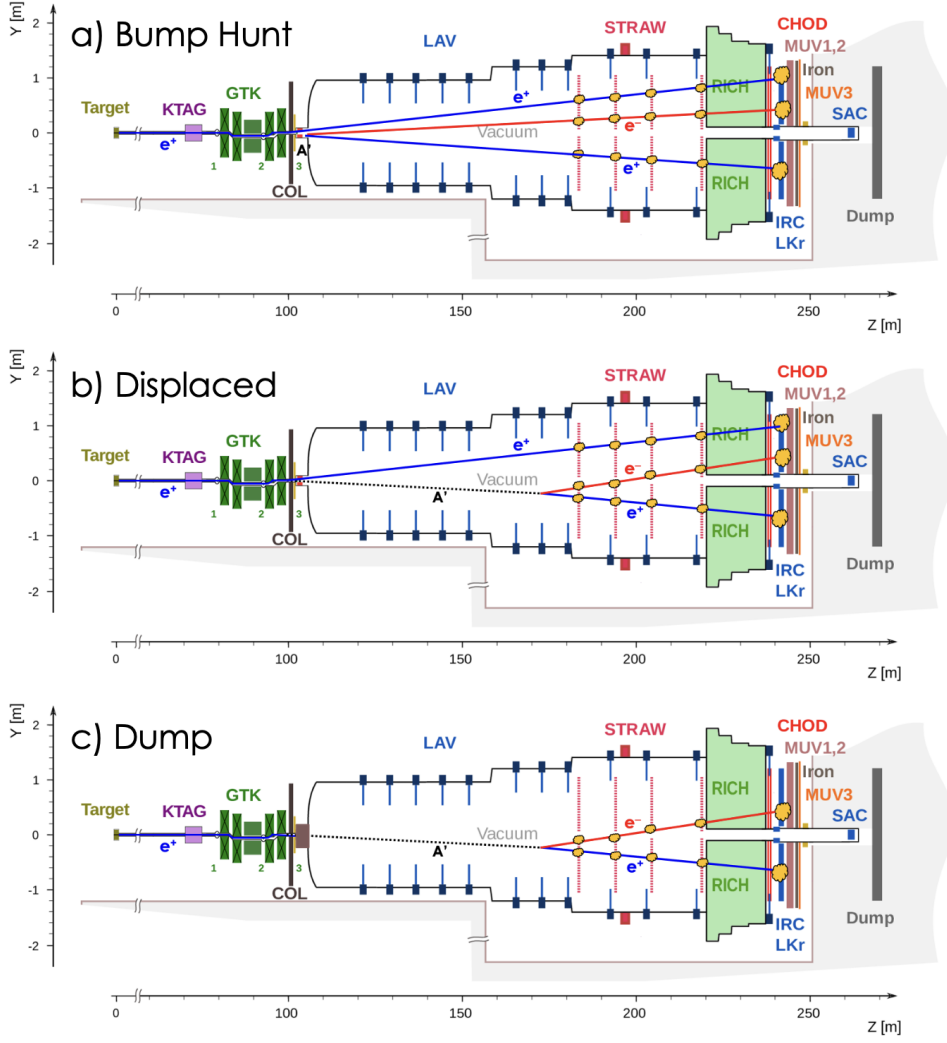 a) Bump Hunt
Y [m]
2
1
0
-1
-2
Target
KTAG
GTK
e⁺
1
2
3
COL
A'
LAV
Vacuum
e⁺
e⁻
e⁺
STRAW
RICH
RICH
CHOD
MUV1,2
Iron
MUV3
SAC
IRC
LKr
Dump
0
100
150
200
250
Z [m]
b) Displaced
Y [m]
2
1
0
-1
-2
Target
KTAG
GTK
e⁺
1
2
3
COL
A'
LAV
Vacuum
e⁺
e⁻
e⁺
STRAW
RICH
RICH
CHOD
MUV1,2
Iron
MUV3
SAC
IRC
LKr
Dump
0
100
150
200
250
Z [m]
c) Dump
Y [m]
2
1
0
-1
-2
Target
KTAG
GTK
e⁺
1
2
3
COL
A'
LAV
Vacuum
e⁻
e⁺
STRAW
RICH
RICH
CHOD
MUV1,2
Iron
MUV3
SAC
IRC
LKr
Dump
0
100
150
200
250
Z [m]